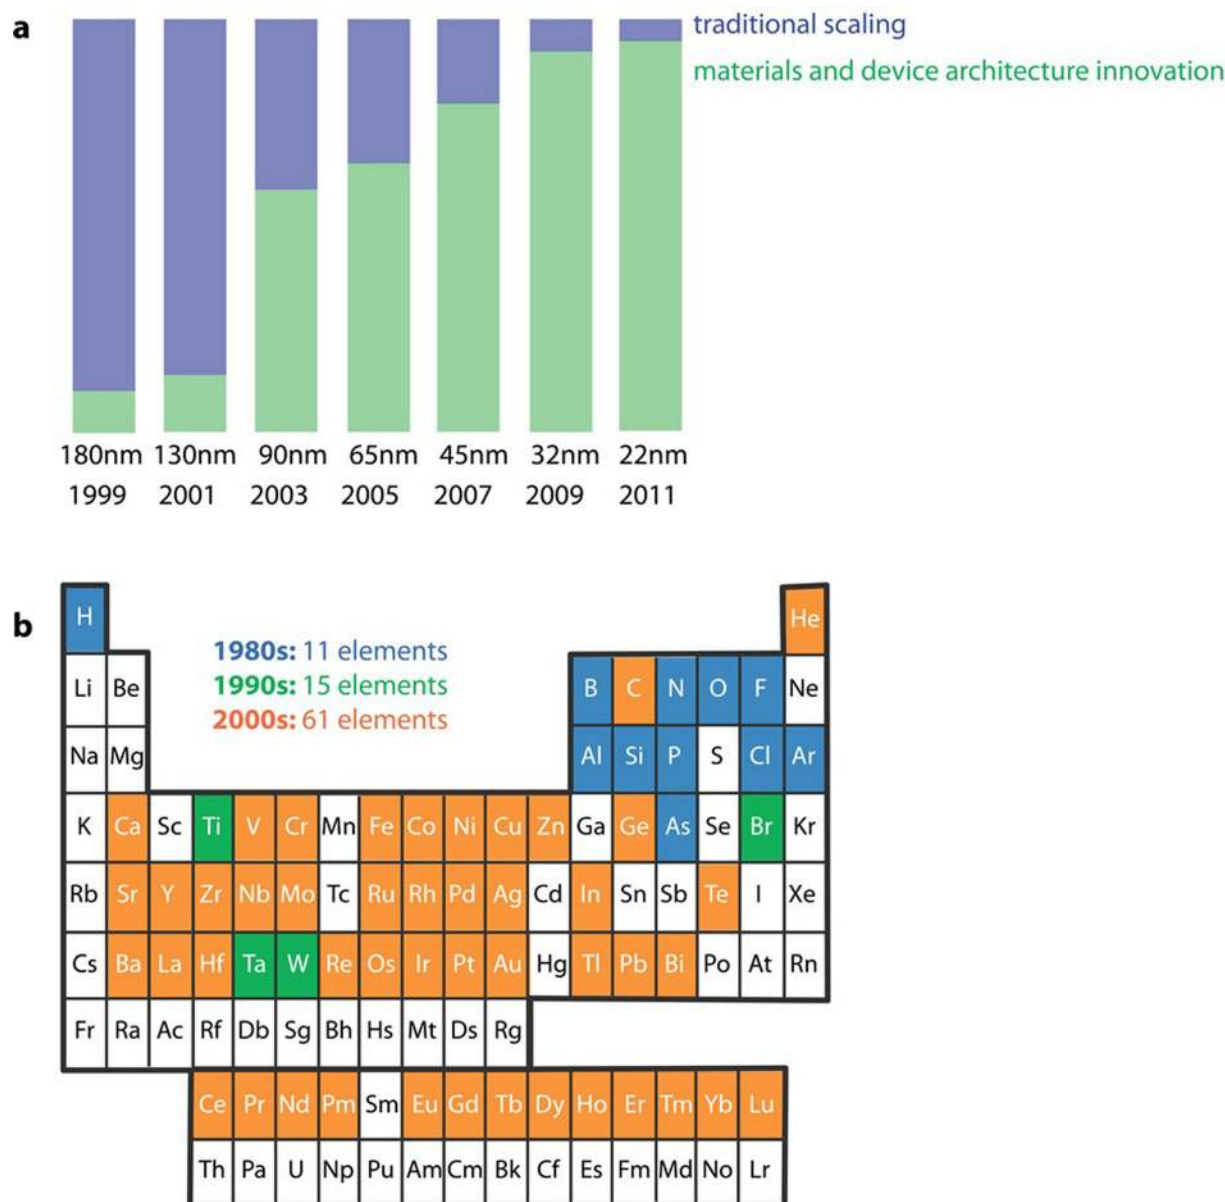 a
traditional scaling
materials and device architecture innovation
180nm 130nm 90nm 65nm 45nm 32nm 22nm
1999 2001 2003 2005 2007 2009 2011
b
H He
1980s: 11 elements
1990s: 15 elements
2000s: 61 elements
Li Be B C N O F Ne
Na Mg Al Si P S Cl Ar
K Ca Sc Ti V Cr Mn Fe Co Ni Cu Zn Ga Ge As Se Br Kr
Rb Sr Y Zr Nb Mo Tc Ru Rh Pd Ag Cd In Sn Sb Te I Xe
Cs Ba La Hf Ta W Re Os Ir Pt Au Hg Tl Pb Bi Po At Rn
Fr Ra Ac Rf Db Sg Bh Hs Mt Ds Rg
Ce Pr Nd Pm Sm Eu Gd Tb Dy Ho Er Tm Yb Lu
Th Pa U Np Pu Am Cm Bk Cf Es Fm Md No Lr